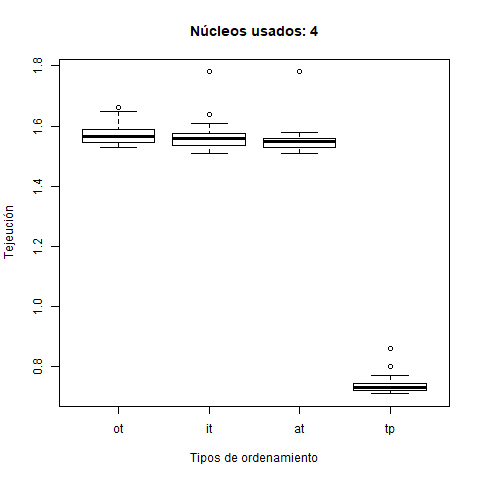 Núcleos usados: 4
1.8
1.6
1.4
1.2
1.0
0.8
Tejeución
ot it at tp
Tipos de ordenamiento